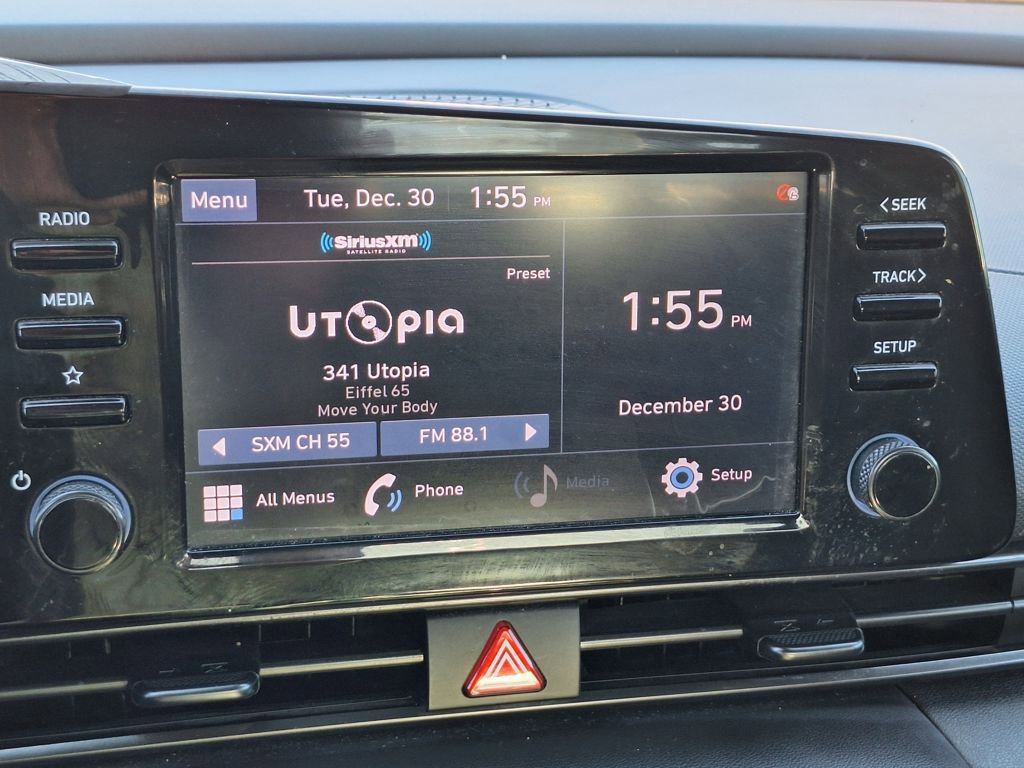 RADIO
MEDIA
Menu
Tue, Dec. 30
1:55 PM
SiriusXM
SATELLITE RADIO
Preset
UTOPIA
341 Utopia
Eiffel 65
Move Your Body
SXM CH 55
FM 88.1
1:55 PM
December 30
All Menus
Phone
Media
Setup
<SEEK
TRACK>
SETUP